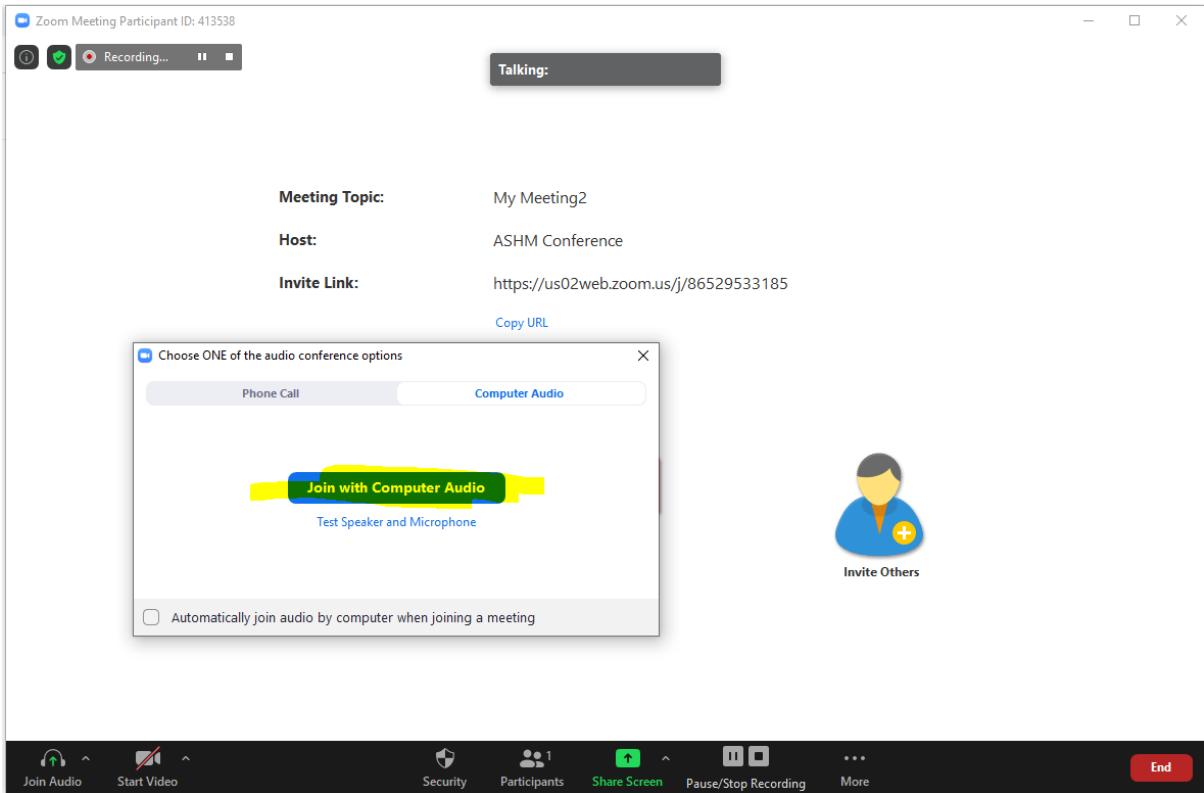 Zoom Meeting Participant ID: 413538
Recording...
Talking:
Meeting Topic: My Meeting2
Host: ASHM Conference
Invite Link: https://us02web.zoom.us/j/86529533185
Copy URL
Choose ONE of the audio conference options
Phone Call Computer Audio
Join with Computer Audio
Test Speaker and Microphone
Invite Others
Automatically join audio by computer when joining a meeting
1
Join Audio Start Video Security Participants Share Screen Pause/Stop Recording More End